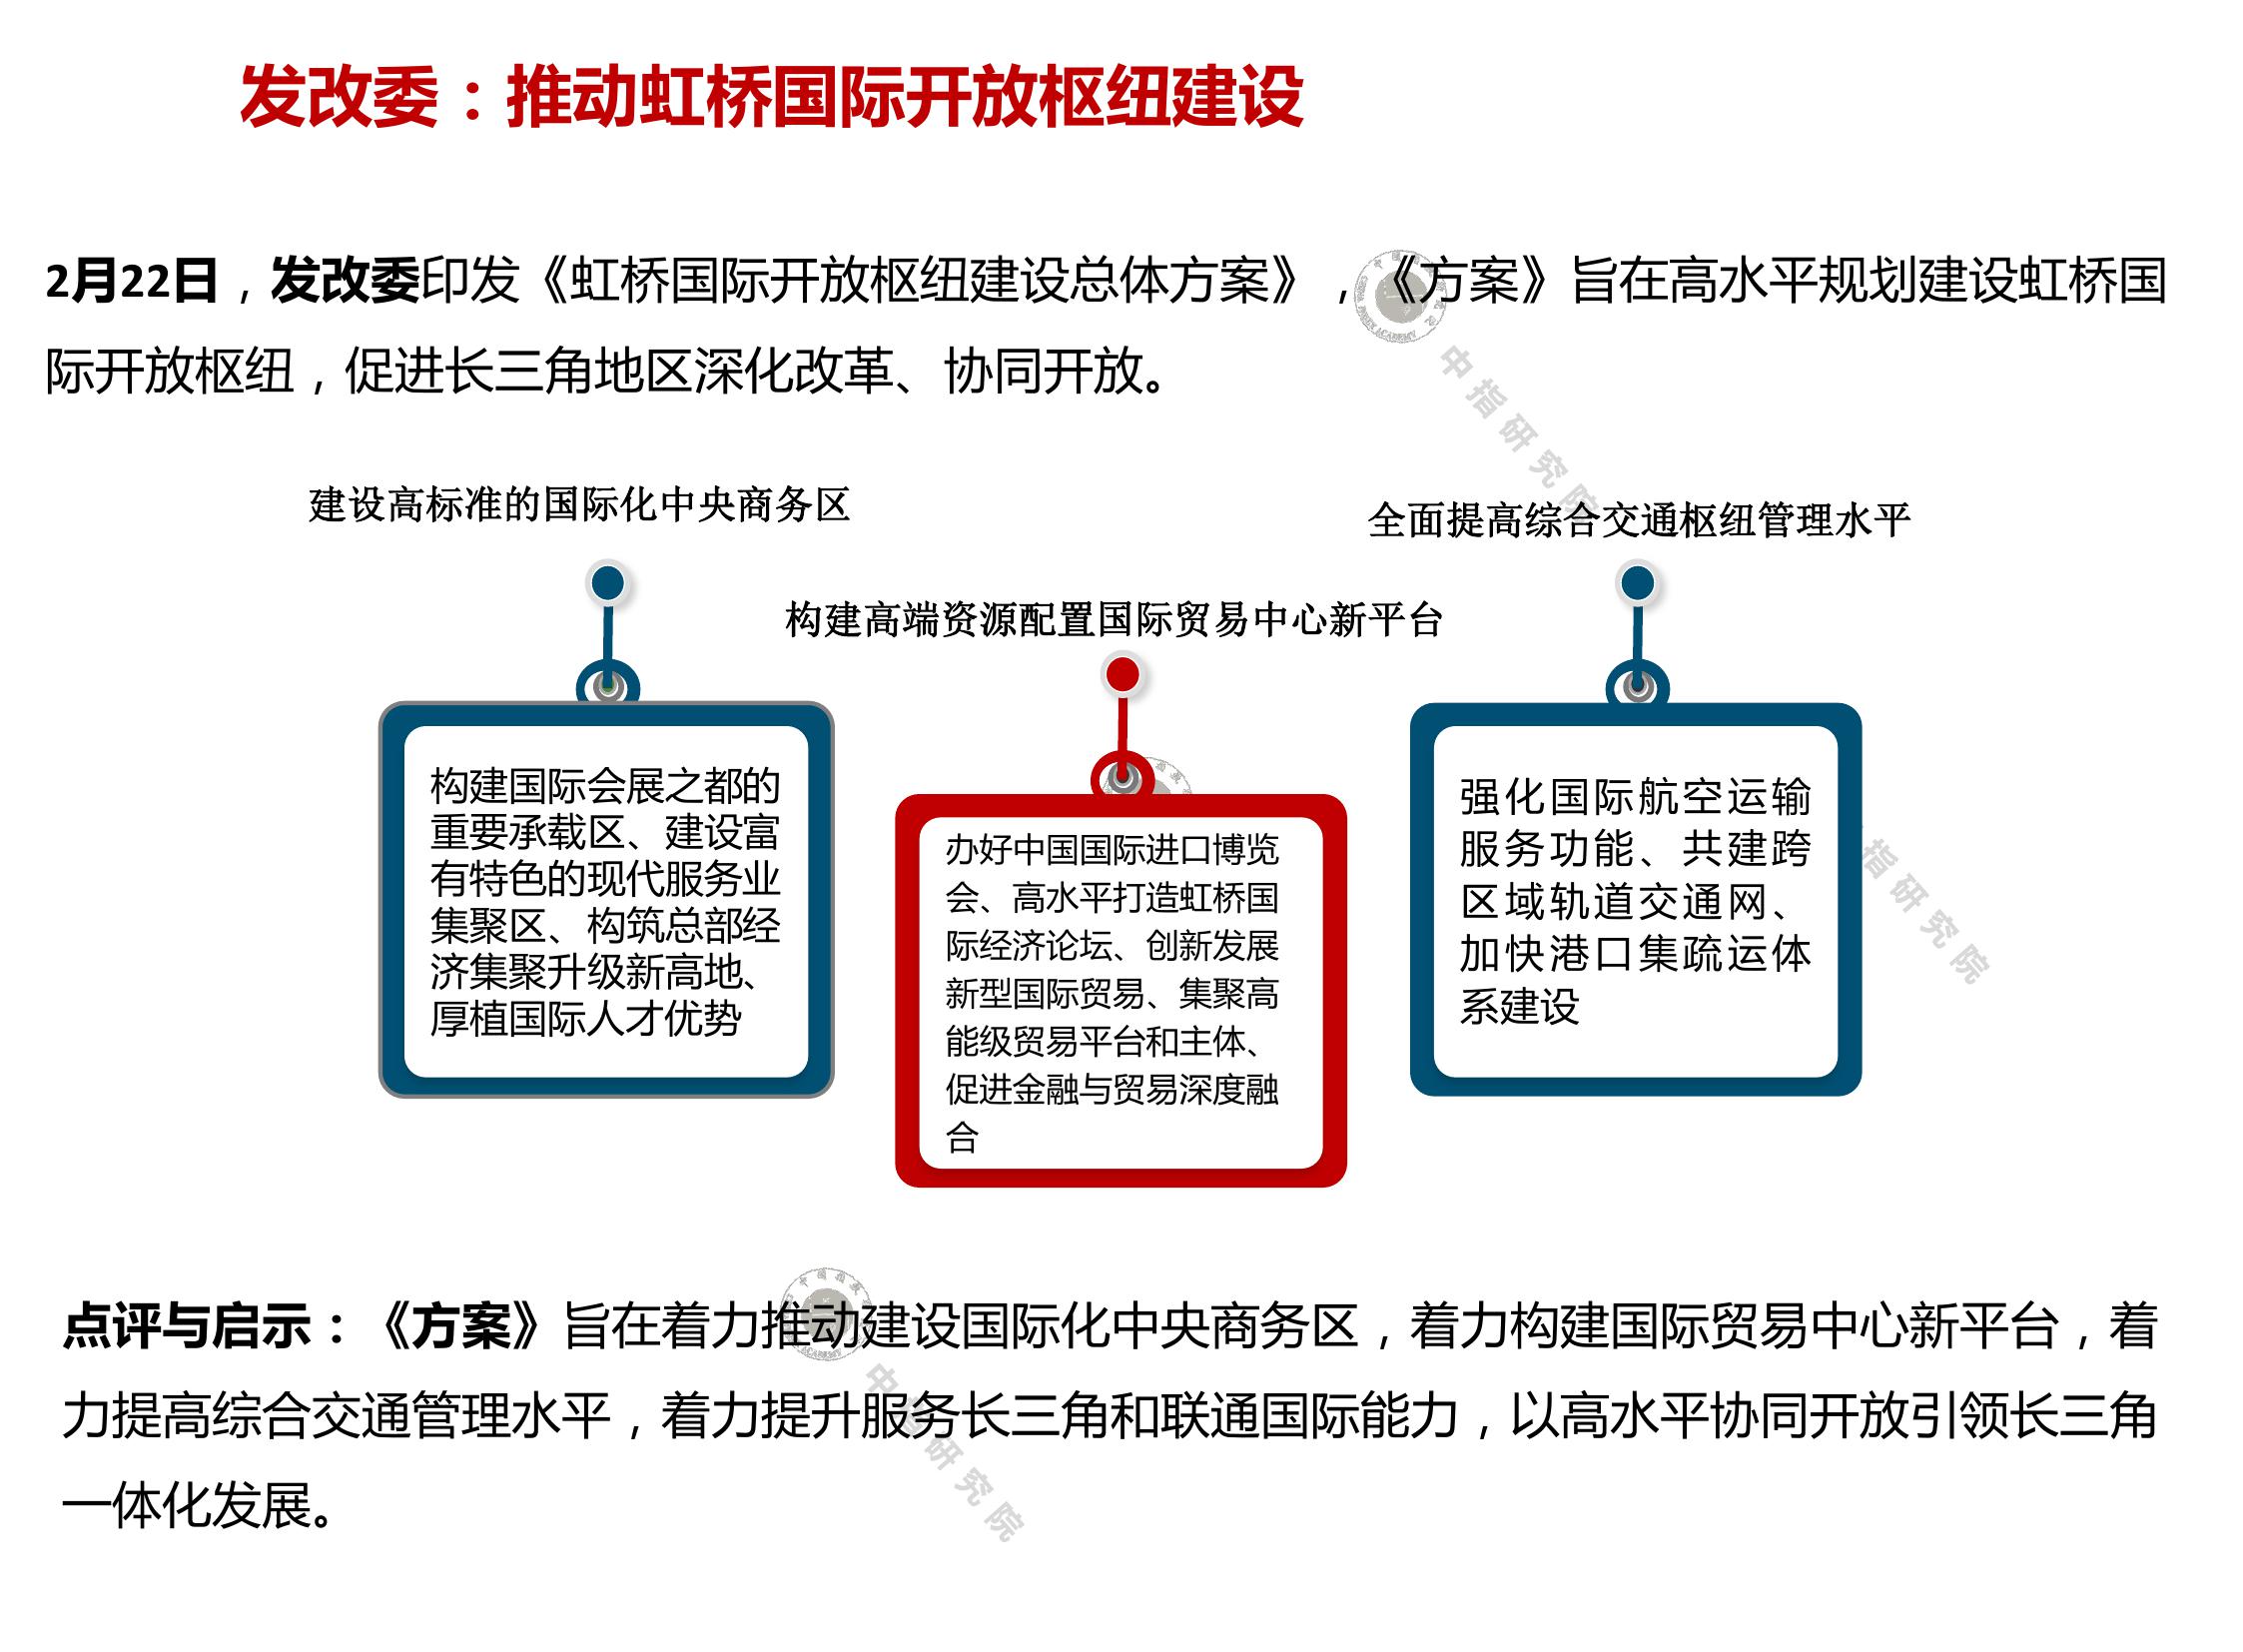 发改委：推动虹桥国际开放枢纽建设
2月22日，发改委印发《虹桥国际开放枢纽建设总体方案》，《方案》旨在高水平规划建设虹桥国
际开放枢纽，促进长三角地区深化改革、协同开放。
建设高标准的国际化中央商务区
构建国际会展之都的
重要承载区、建设富
有特色的现代服务业
集聚区、构筑总部经
济集聚升级新高地、
厚植国际人才优势
构建高端资源配置国际贸易中心新平台
办好中国国际进口博览
会、高水平打造虹桥国
际经济论坛、创新发展
新型国际贸易、集聚高
能级贸易平台和主体、
促进金融与贸易深度融
合
全面提高综合交通枢纽管理水平
强化国际航空运输
服务功能、共建跨
区域轨道交通网、
加快港口集疏运体
系建设
点评与启示：《方案》旨在着力推动建设国际化中央商务区，着力构建国际贸易中心新平台，着
力提高综合交通管理水平，着力提升服务长三角和联通国际能力，以高水平协同开放引领长三角
一体化发展。
中指研究院
指研究院
中指研究院